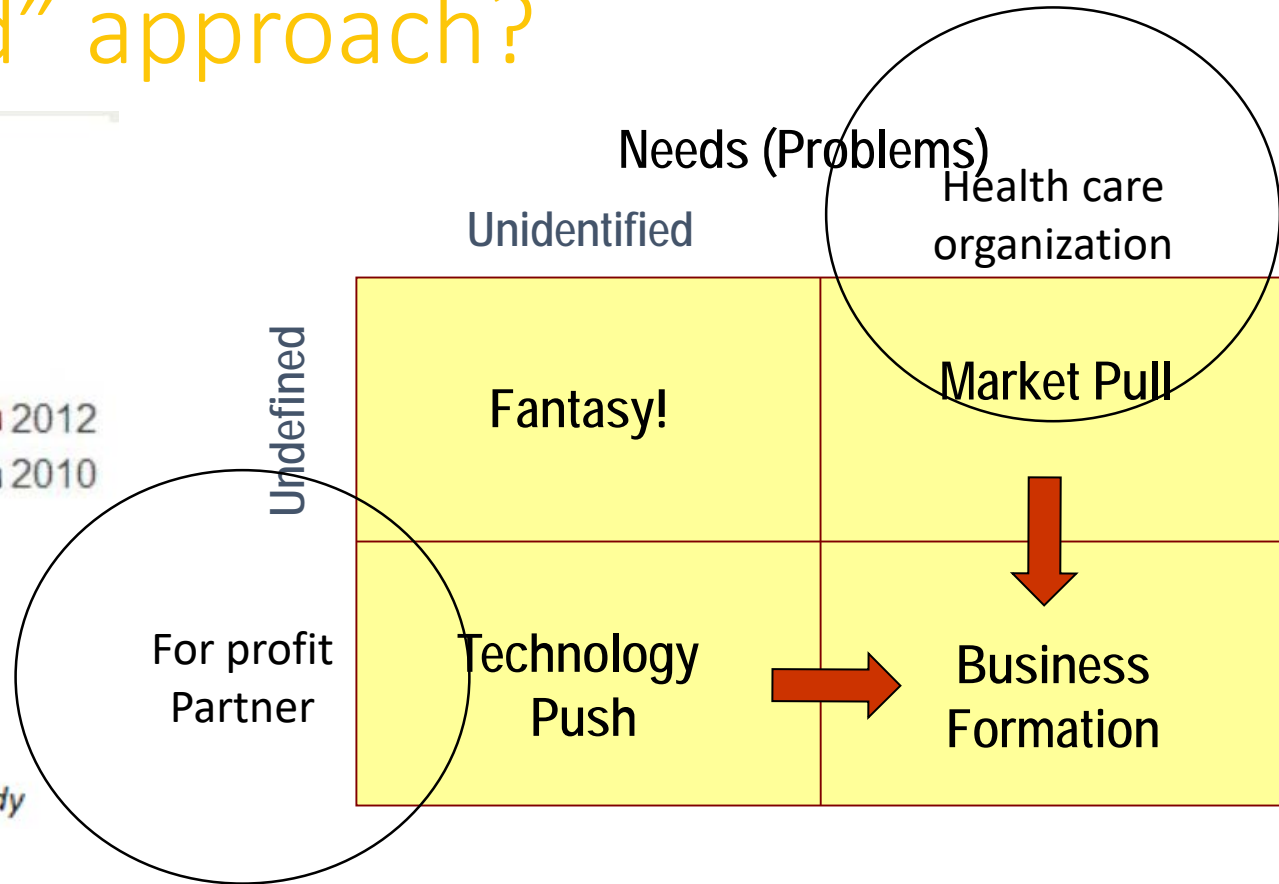 d” approach?
Needs (Problems)
Health care
organization
Unidentified
Undefined
Fantasy!
Market Pull
2012
2010
For profit
Partner
Technology
Push
Business
Formation
dy